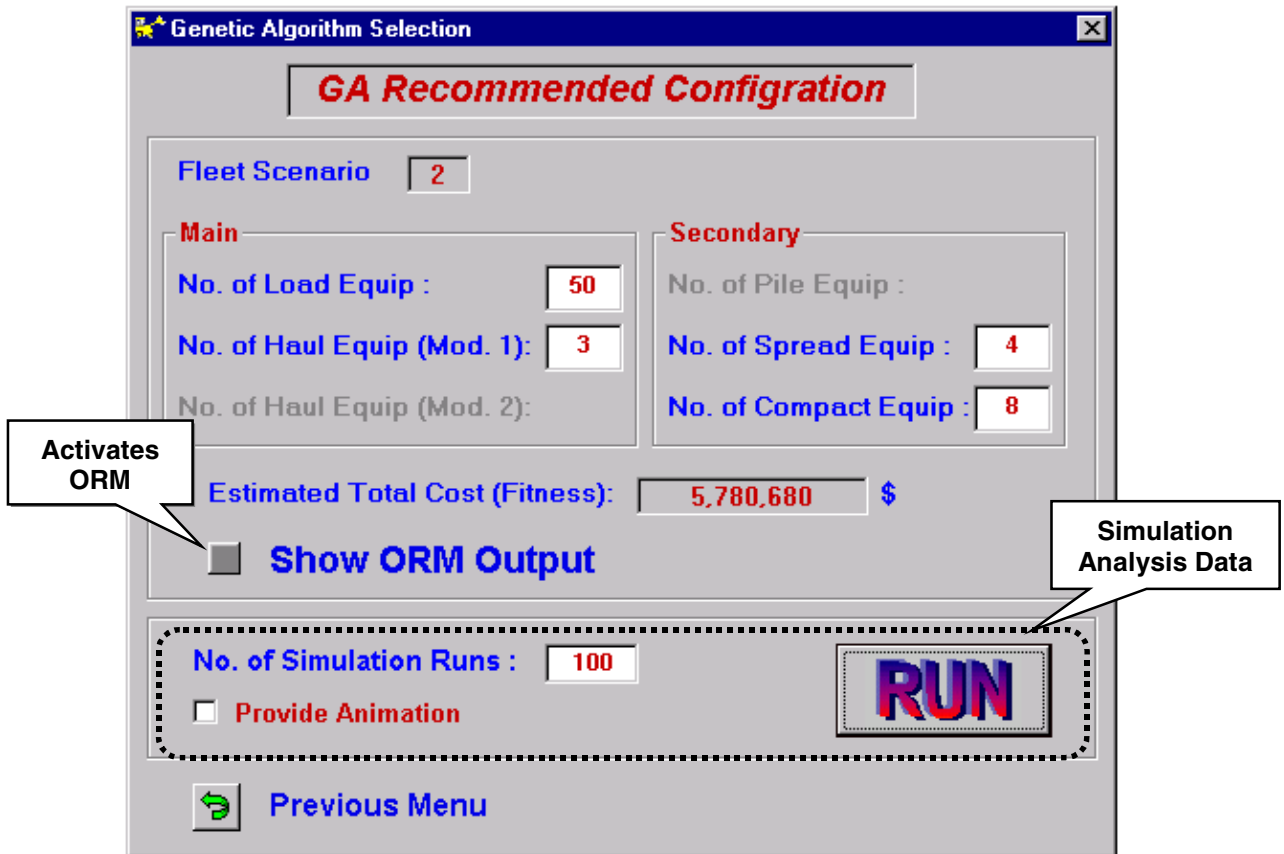 Genetic Algorithm Selection
GA Recommended Configration
Fleet Scenario 2
Main
No. of Load Equip : 50
No. of Haul Equip (Mod. 1): 3
No. of Haul Equip (Mod. 2):
Secondary
No. of Pile Equip :
No. of Spread Equip : 4
No. of Compact Equip : 8
Activates
ORM
Estimated Total Cost (Fitness): 5,780,680 $
Show ORM Output
Simulation
Analysis Data
No. of Simulation Runs : 100
Provide Animation
RUN
Previous Menu